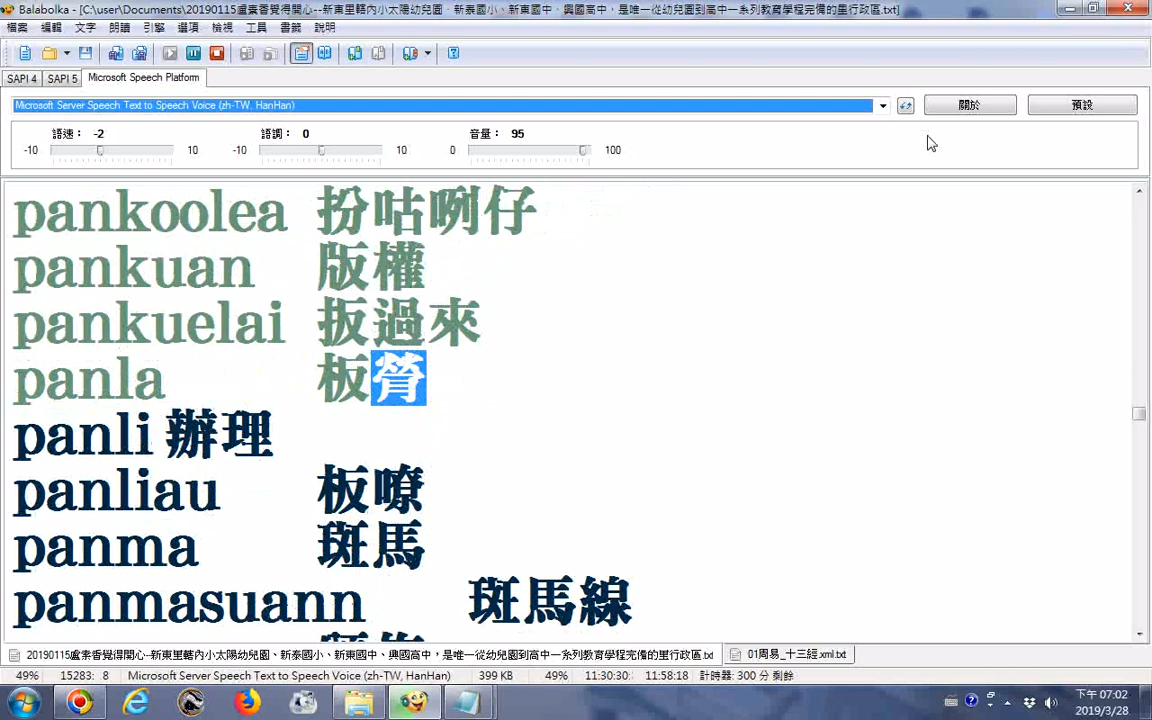 Balabolka - [C:\user\Documents\20190115盧素香覺得開心--新東里轄內小太陽幼兒園、新泰國小、新東國中、興國高中，是唯一從幼兒園到高中一系列教育學程完備的里行政區.txt]
檔案 編輯 文字 朗讀 引擎 選項 檢視 工具 書籤 說明
SAPI 4 SAPI 5 Microsoft Speech Platform
Microsoft Server Speech Text to Speech Voice (zh-TW, HanHan) 關於 預設
語速： -2 語調： 0 音量： 95
-10 10 -10 10 0 100
pankoolea 扮咕咧仔
pankuan 版權
pankuelai 扳過來
panla 板膋
panli 辦理
panliau 板嘹
panma 斑馬
panmasuann 斑馬線
20190115盧素香覺得開心--新東里轄內小太陽幼兒園、新泰國小、新東國中、興國高中，是唯一從幼兒園到高中一系列教育學程完備的里行政區.txt 01周易_十三經.txt
49% 15283: 8 Microsoft Server Speech Text to Speech Voice (zh-TW, HanHan) 399 KB 49% 11:30:30: 11:58:18 計時器: 300 分 剩餘
下午 07:02
2019/3/28